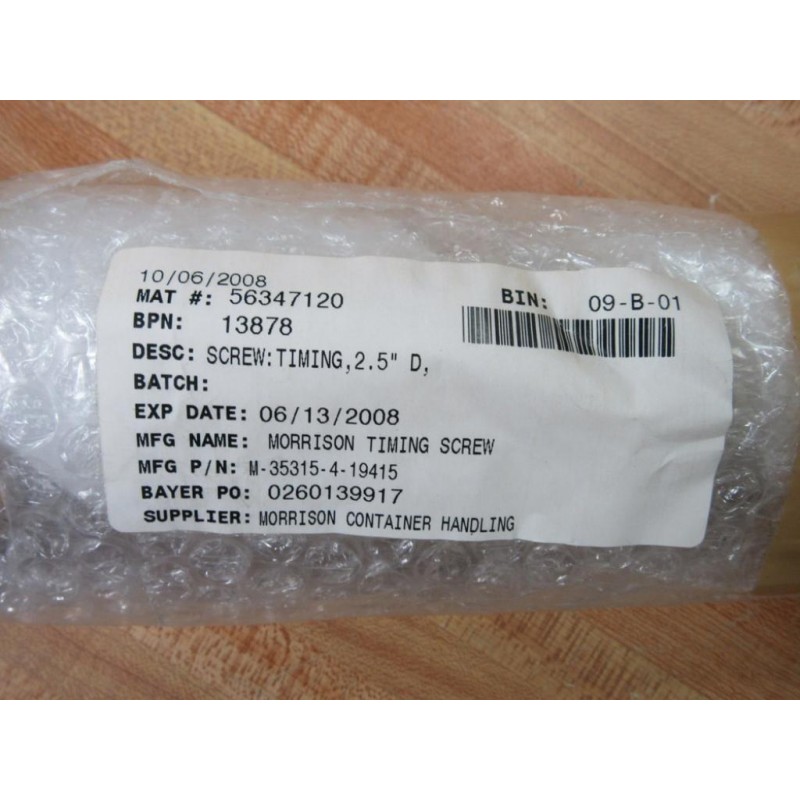 10/06/2008
MAT #: 56347120
BIN: 09-B-01
BPN: 13878
DESC: SCREW:TIMING,2.5" D,
BATCH:
EXP DATE: 06/13/2008
MFG NAME: MORRISON TIMING SCREW
MFG P/N: M-35315-4-19415
BAYER PO: 0260139917
SUPPLIER: MORRISON CONTAINER HANDLING